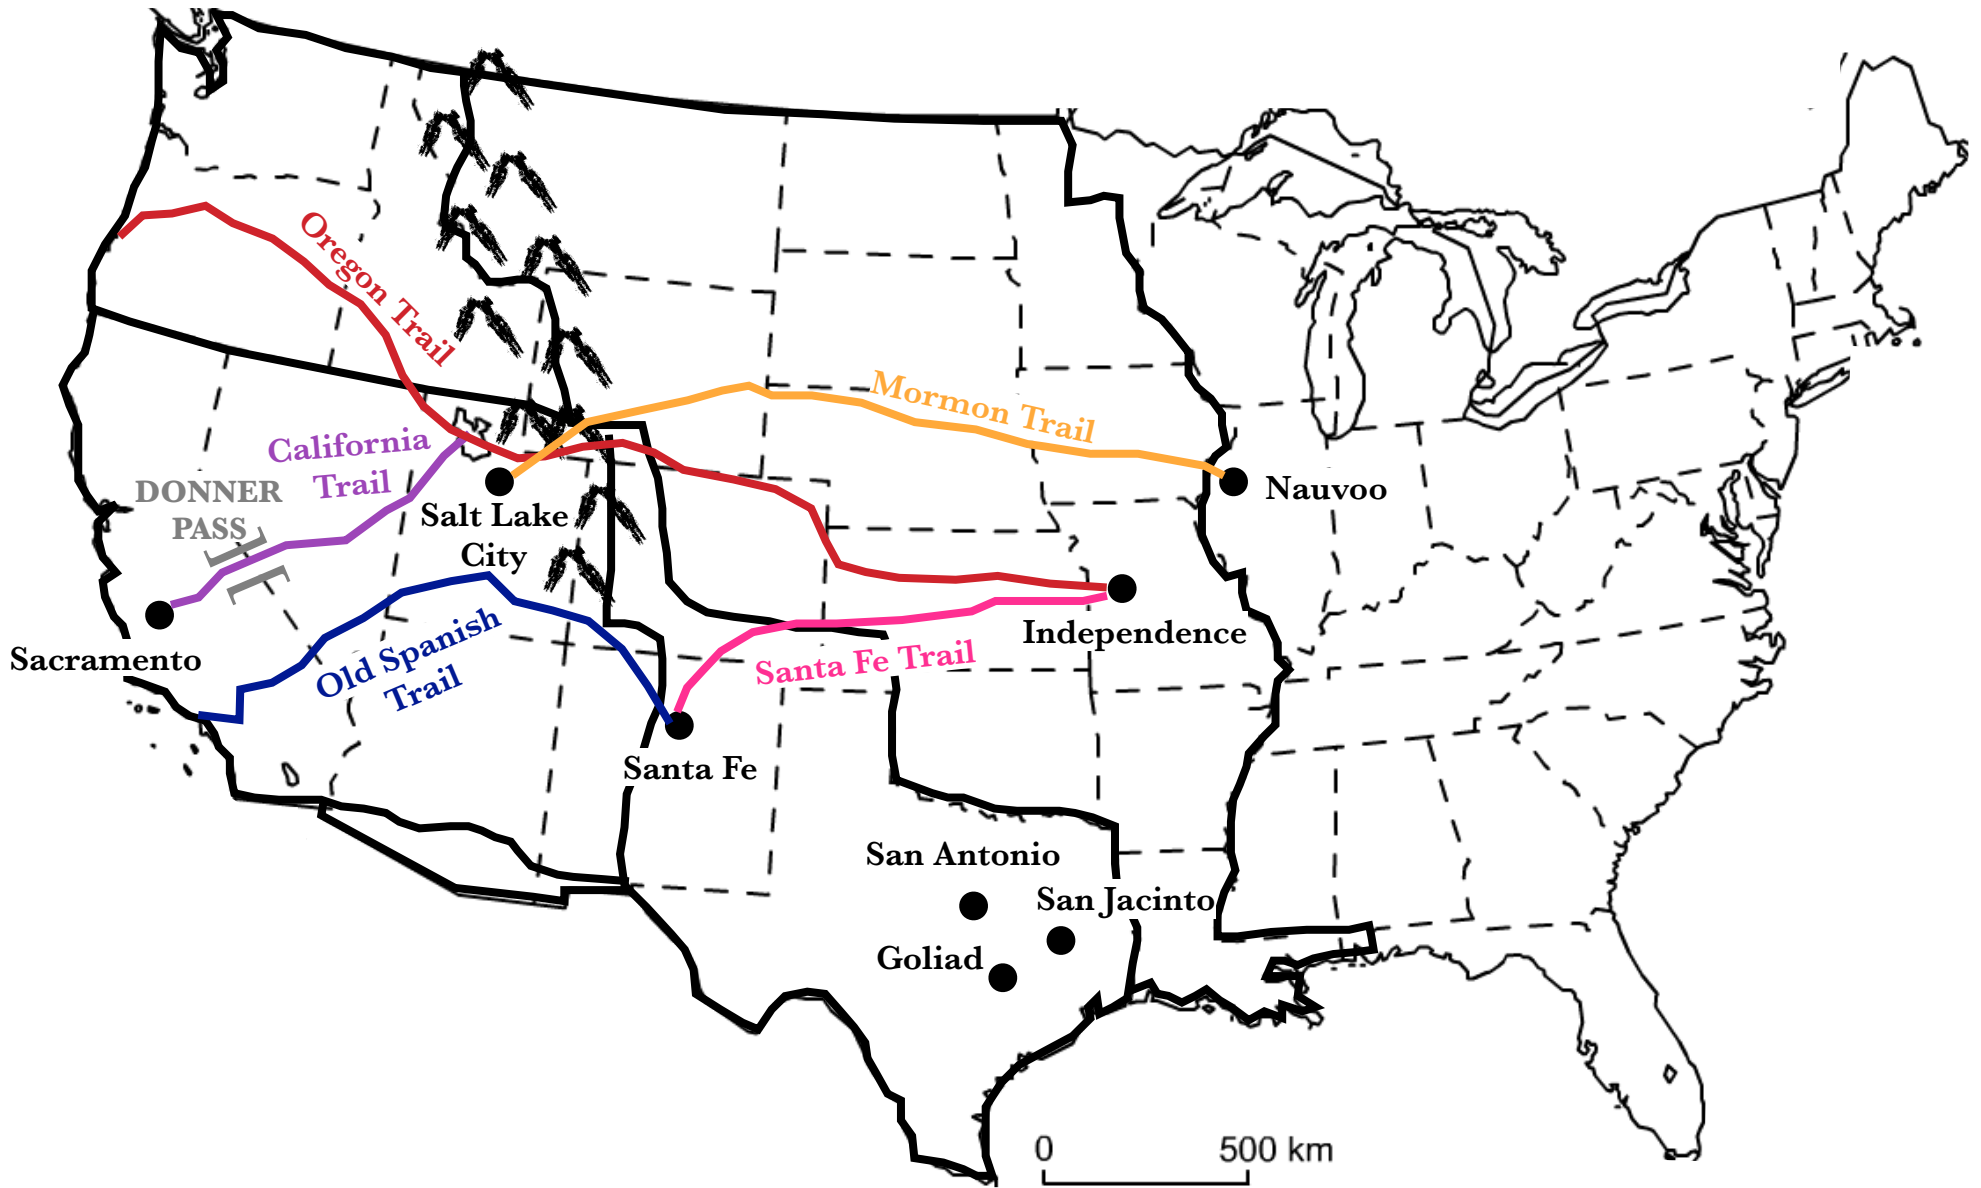 Oregon Trail
Mormon Trail
California
Trail
DONNER
PASS
Salt Lake
City
Nauvoo
Sacramento
Old Spanish
Trail
Independence
Santa Fe Trail
Santa Fe
San Antonio
San Jacinto
Goliad
0 500 km